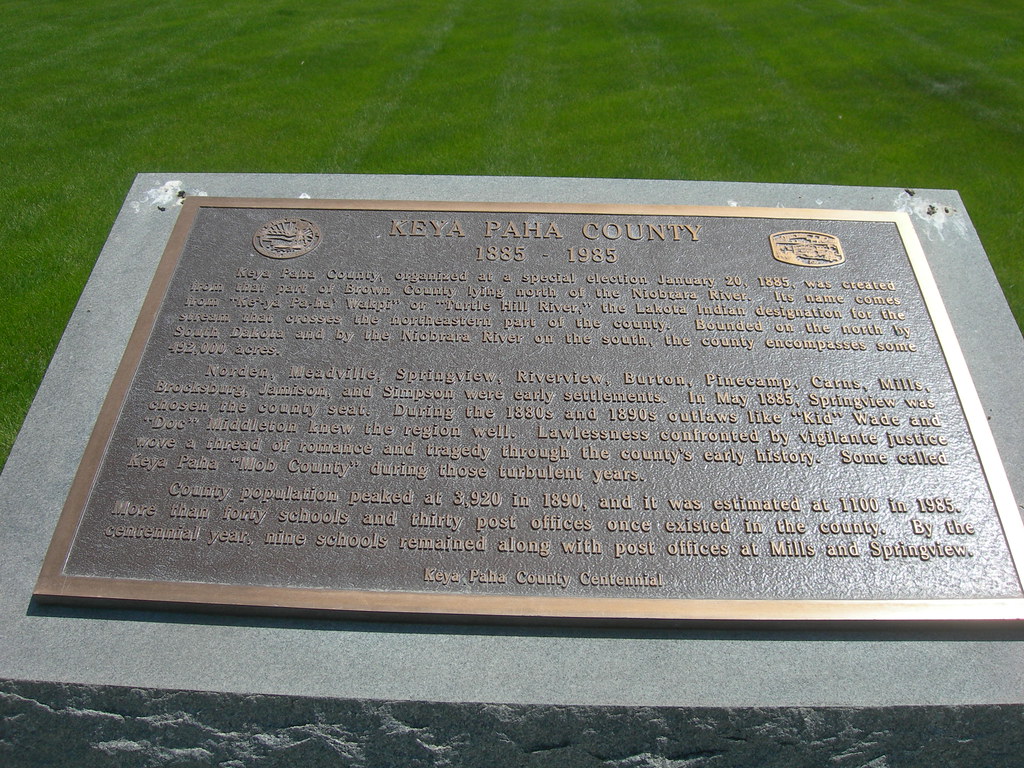 KEYA PAHA COUNTY
1885 - 1985
Keya Paha County, organized at a special election January 20, 1885, was created
from that part of Brown County lying north of the Niobrara River. Its name comes
from "Ke-ya Pa-ha' Wakpi" or "Turtle Hill River," the Lakota Indian designation for the
stream that crosses the northeastern part of the county. Bounded on the north by
South Dakota and by the Niobrara River on the south, the county encompasses some
492,000 acres.
Norden, Meadville, Springview, Riverview, Burton, Pinecamp, Carns, Mills,
Brocksburg, Jamison, and Simpson were early settlements. In May 1885, Springview was
chosen the county seat. During the 1880s and 1890s outlaws like "Kid" Wade and
"Doc" Middleton knew the region well. Lawlessness confronted by vigilante justice
wove a thread of romance and tragedy through the county's early history. Some called
Keya Paha "Mob County" during those turbulent years.
County population peaked at 3,920 in 1890, and it was estimated at 1100 in 1985.
More than forty schools and thirty post offices once existed in the county. By the
centennial year, nine schools remained along with post offices at Mills and Springview.
Keya Paha County Centennial